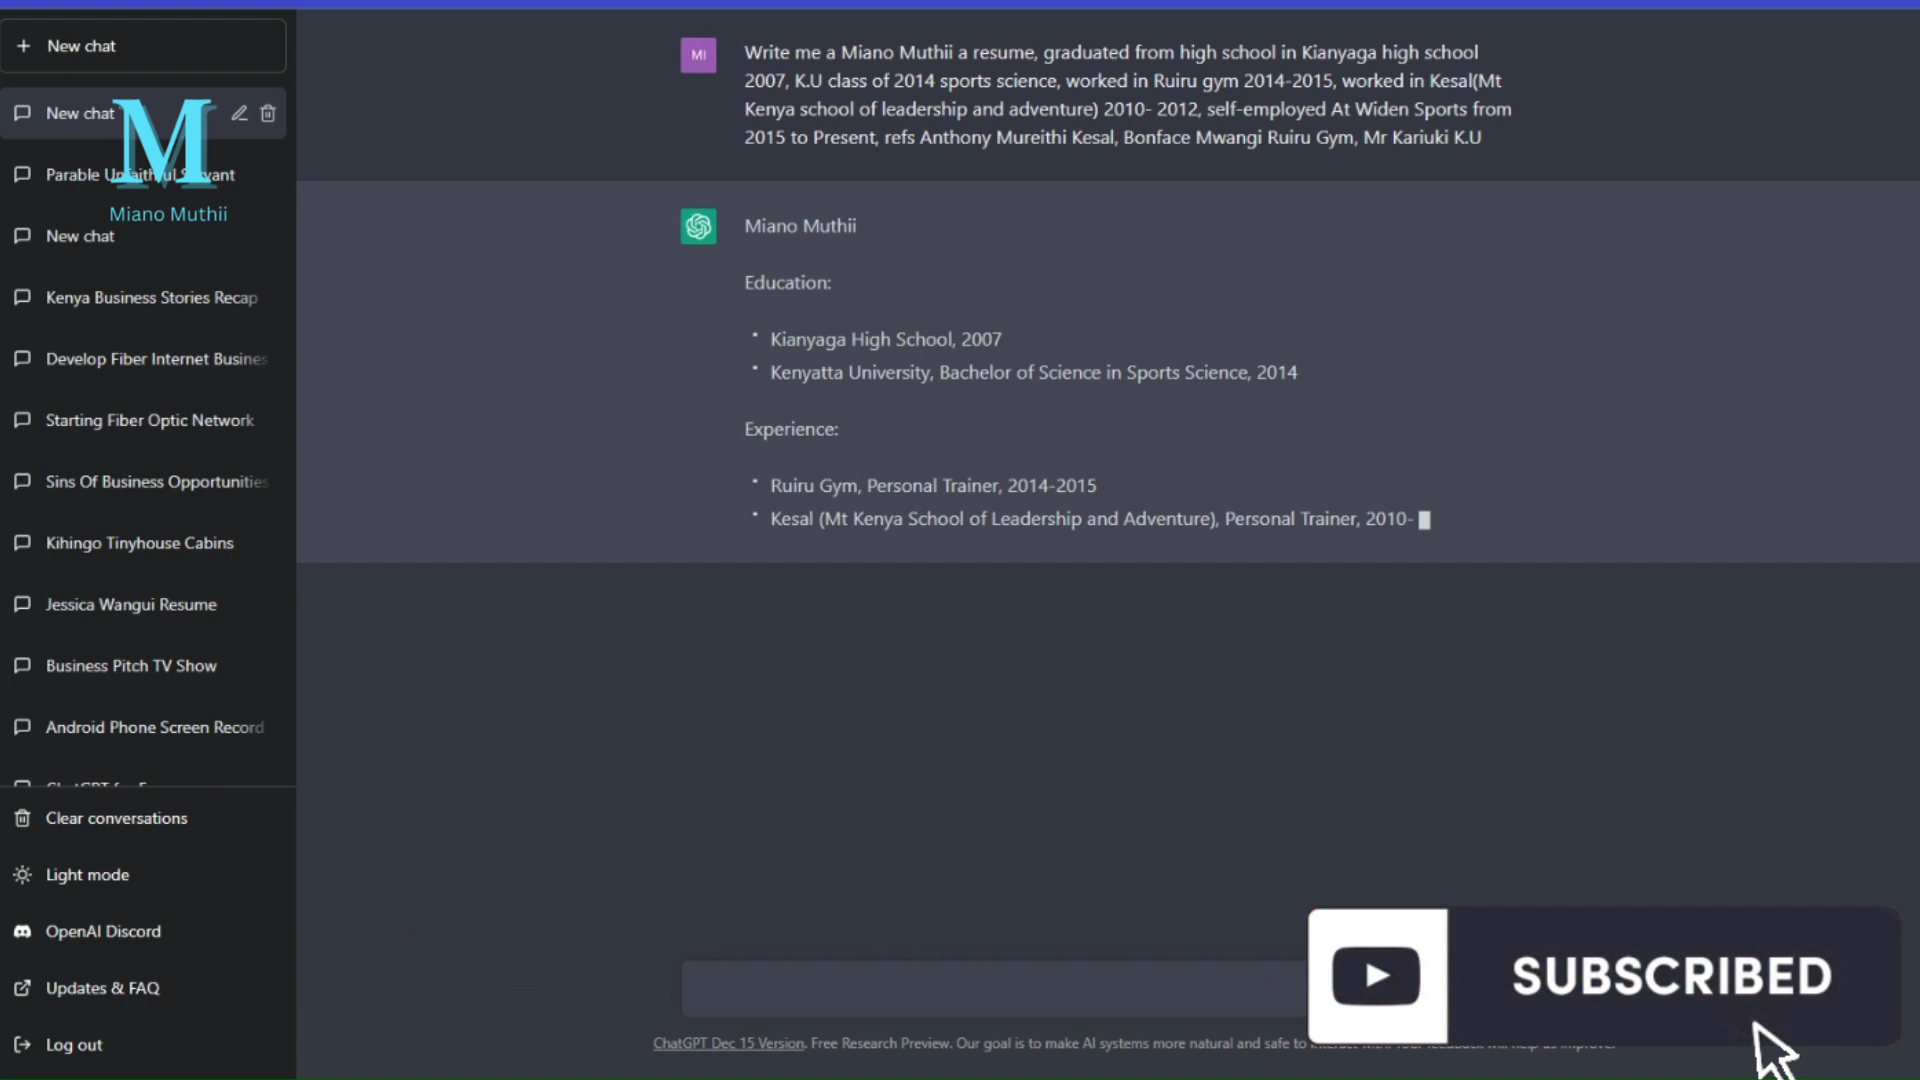 New chat
New chat
Parable Unfaithful Servant
M
Miano Muthii
New chat
Kenya Business Stories Recap
Develop Fiber Internet Busines
Starting Fiber Optic Network
Sins Of Business Opportunities
Kihingo Tinyhouse Cabins
Jessica Wangui Resume
Business Pitch TV Show
Android Phone Screen Record
Clear conversations
Light mode
OpenAI Discord
Updates & FAQ
Log out
MI
Write me a Miano Muthii a resume, graduated from high school in Kianyaga high school
2007, K.U class of 2014 sports science, worked in Ruiru gym 2014-2015, worked in Kesal(Mt
Kenya school of leadership and adventure) 2010- 2012, self-employed At Widen Sports from
2015 to Present, refs Anthony Mureithi Kesal, Bonface Mwangi Ruiru Gym, Mr Kariuki K.U
Miano Muthii
Education:
• Kianyaga High School, 2007
• Kenyatta University, Bachelor of Science in Sports Science, 2014
Experience:
• Ruiru Gym, Personal Trainer, 2014-2015
• Kesal (Mt Kenya School of Leadership and Adventure), Personal Trainer, 2010-
SUBSCRIBED
ChatGPT Dec 15 Version. Free Research Preview. Our goal is to make AI systems more natural and safe to